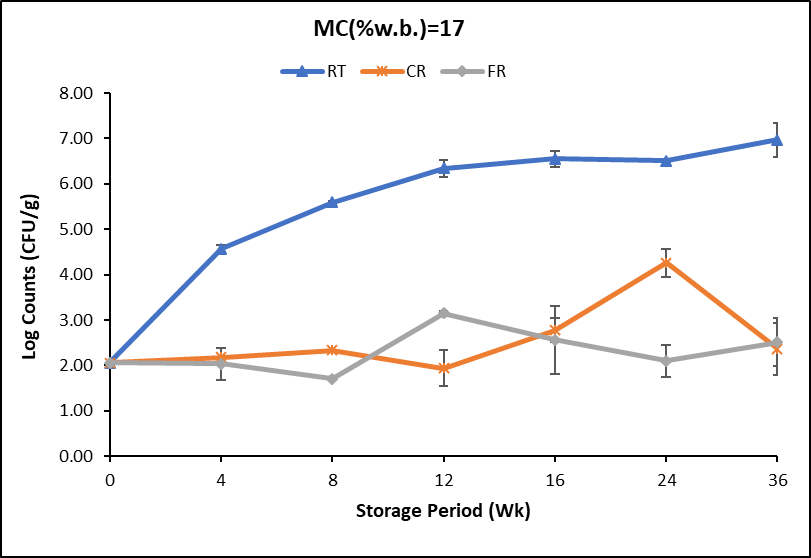 MC(%w.b.)=17
RT CR FR
8.00
7.00
6.00
5.00
4.00
3.00
2.00
1.00
0.00
Log Counts (CFU/g)
0 4 8 12 16 24 36
Storage Period (Wk)